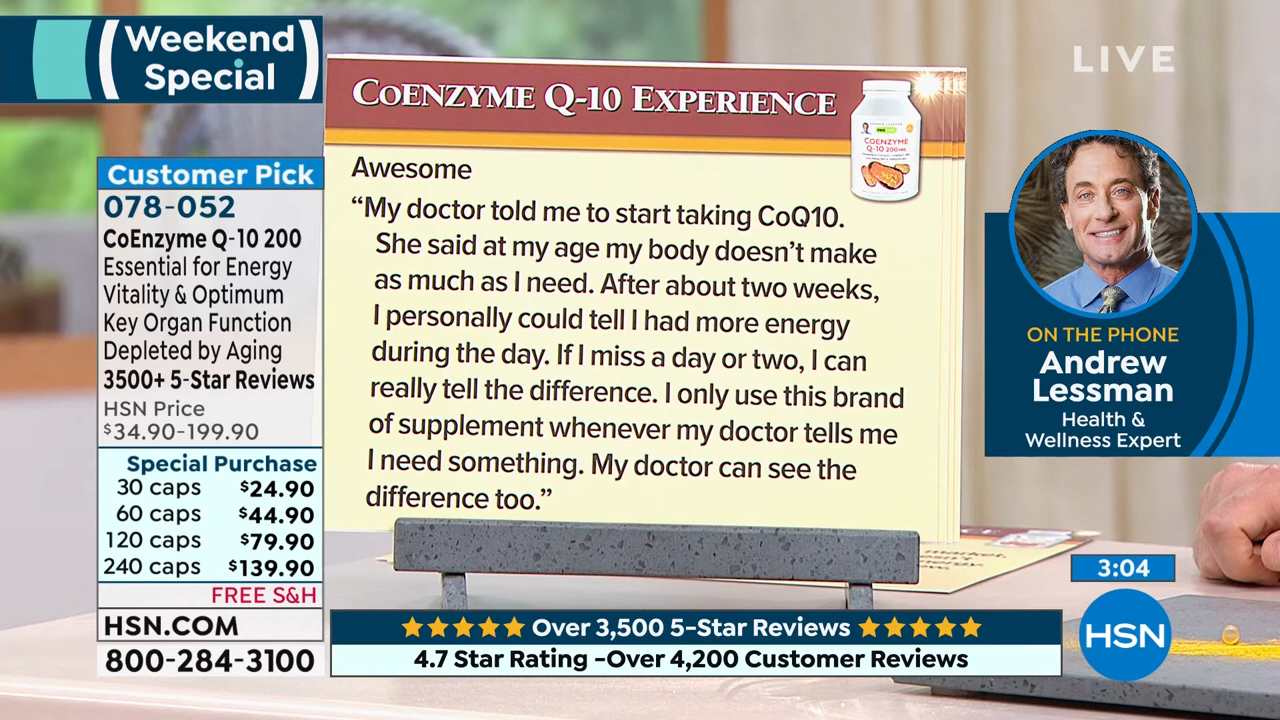 (Weekend
Special)
LIVE
COENZYME Q-10 EXPERIENCE
COENZYME
Q-10 200 MG
Awesome
“My doctor told me to start taking CoQ10.
She said at my age my body doesn’t make
as much as I need. After about two weeks,
I personally could tell I had more energy
during the day. If I miss a day or two, I can
really tell the difference. I only use this brand
of supplement whenever my doctor tells me
I need something. My doctor can see the
difference too.”
Customer Pick
078-052
CoEnzyme Q-10 200
Essential for Energy
Vitality & Optimum
Key Organ Function
Depleted by Aging
3500+ 5-Star Reviews
HSN Price
$34.90-199.90
Special Purchase
30 caps $24.90
60 caps $44.90
120 caps $79.90
240 caps $139.90
FREE S&H
HSN.COM
800-284-3100
ON THE PHONE
Andrew
Lessman
Health &
Wellness Expert
market.
3:04
HSN
★★★★★ Over 3,500 5-Star Reviews ★★★★★
4.7 Star Rating –Over 4,200 Customer Reviews